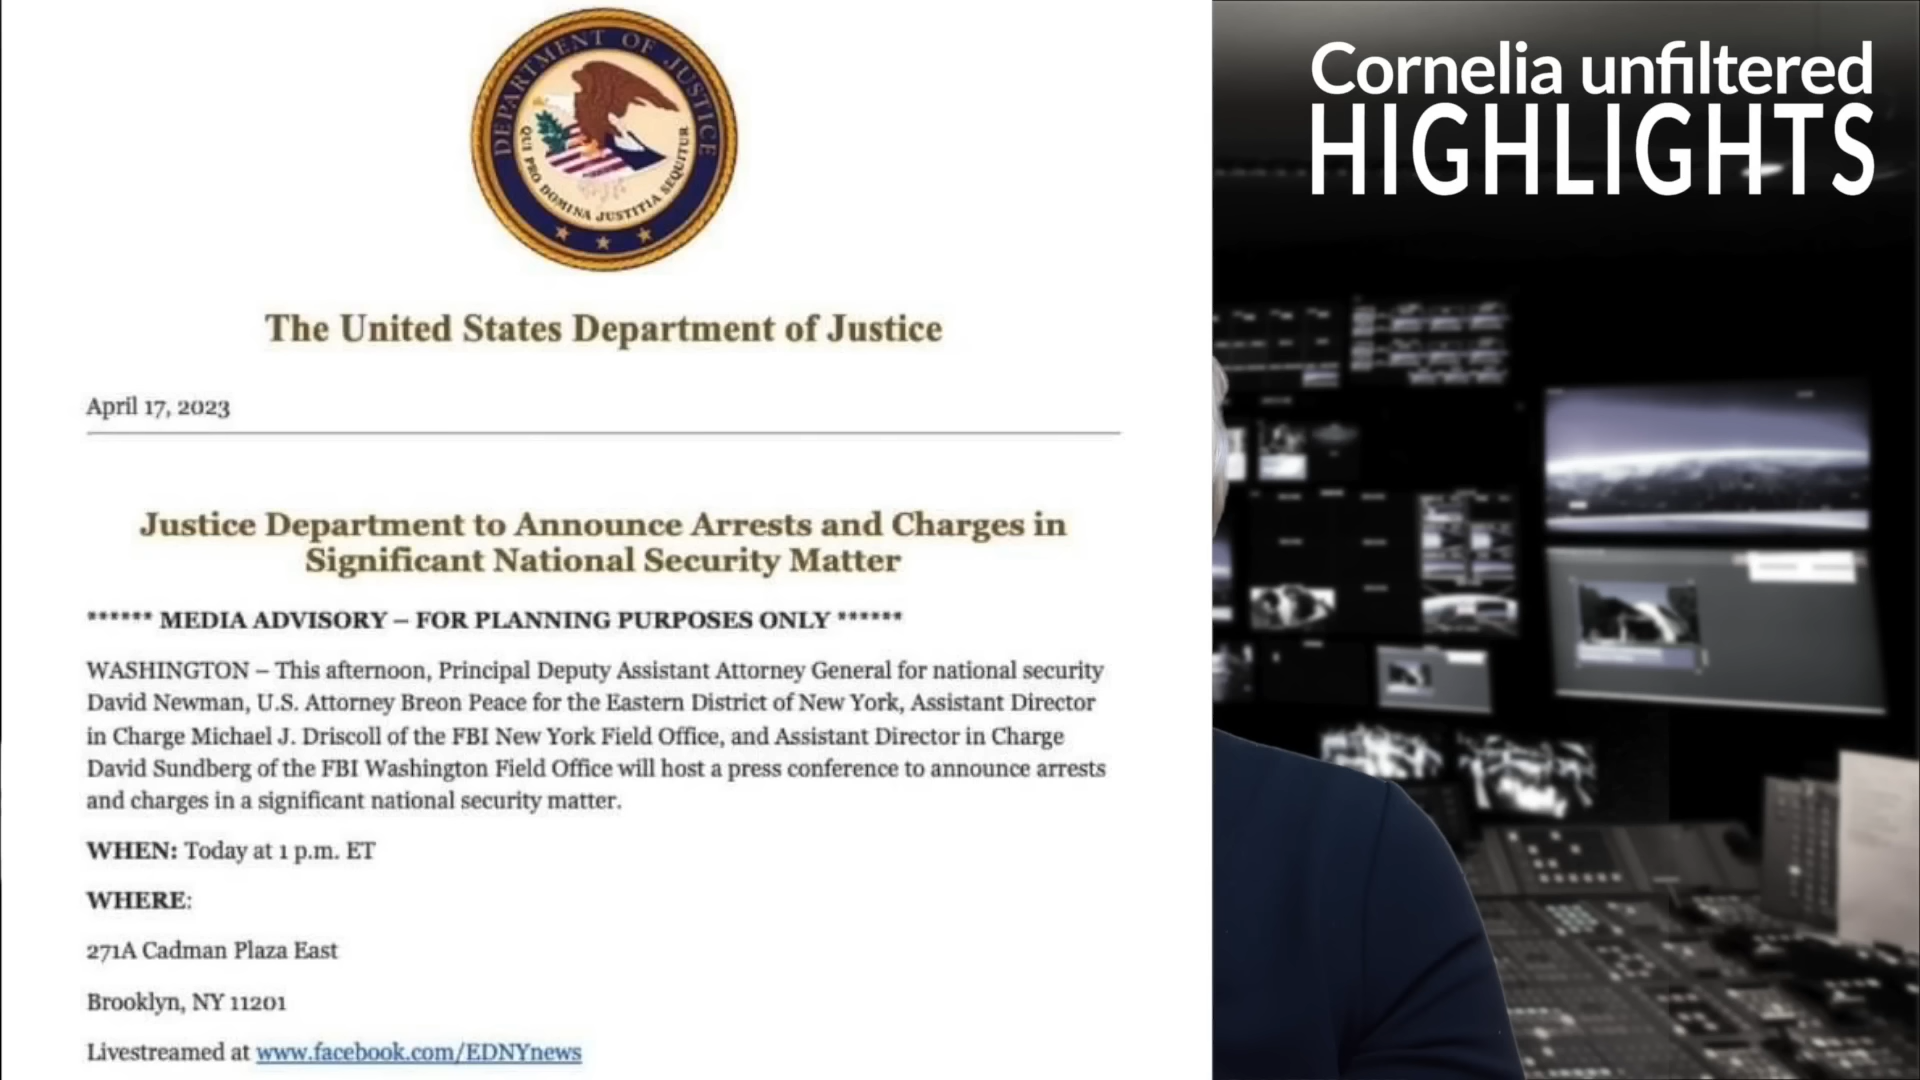 DEPARTMENT OF JUSTICE
QUI PRO DOMINA JUSTITIA SEQUITUR
The United States Department of Justice
April 17, 2023
Justice Department to Announce Arrests and Charges in
Significant National Security Matter
****** MEDIA ADVISORY – FOR PLANNING PURPOSES ONLY ******
WASHINGTON – This afternoon, Principal Deputy Assistant Attorney General for national security
David Newman, U.S. Attorney Breon Peace for the Eastern District of New York, Assistant Director
in Charge Michael J. Driscoll of the FBI New York Field Office, and Assistant Director in Charge
David Sundberg of the FBI Washington Field Office will host a press conference to announce arrests
and charges in a significant national security matter.
WHEN: Today at 1 p.m. ET
WHERE:
271A Cadman Plaza East
Brooklyn, NY 11201
Livestreamed at www.facebook.com/EDNYnews
Cornelia unfiltered
HIGHLIGHTS